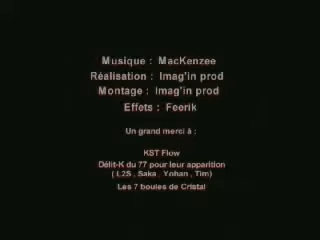 Musique : MacKenzee
Réalisation : Imag'in prod
Montage : Imag'in prod
Effets : Feerik
Un grand merci à :
KST Flow
Délit-K du 77 pour leur apparition
( L2S , Saka , Yohan , Tim)
Les 7 boules de Cristal